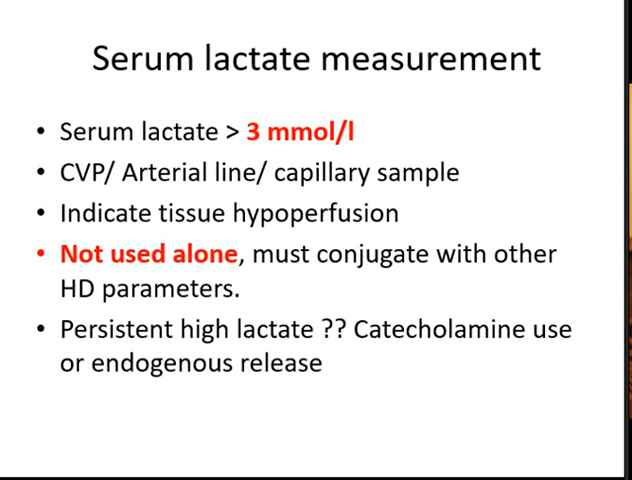 Serum lactate measurement
• Serum lactate > 3 mmol/l
• CVP/ Arterial line/ capillary sample
• Indicate tissue hypoperfusion
• Not used alone, must conjugate with other
HD parameters.
• Persistent high lactate ?? Catecholamine use
or endogenous release